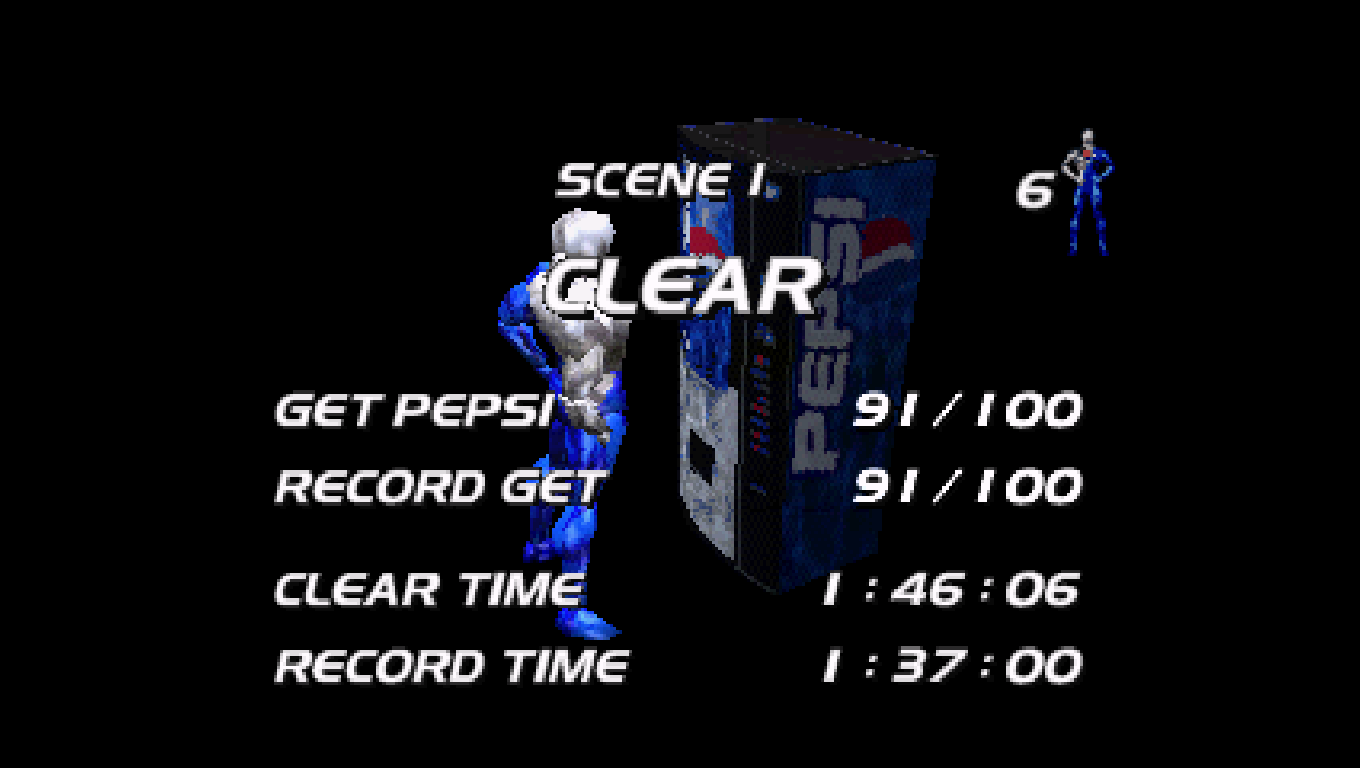 SCENE 1.
6
CLEAR
PEPSI
GET PEPSI 91/100
RECORD GET 91/100
CLEAR TIME 1:46:06
RECORD TIME 1:37:00